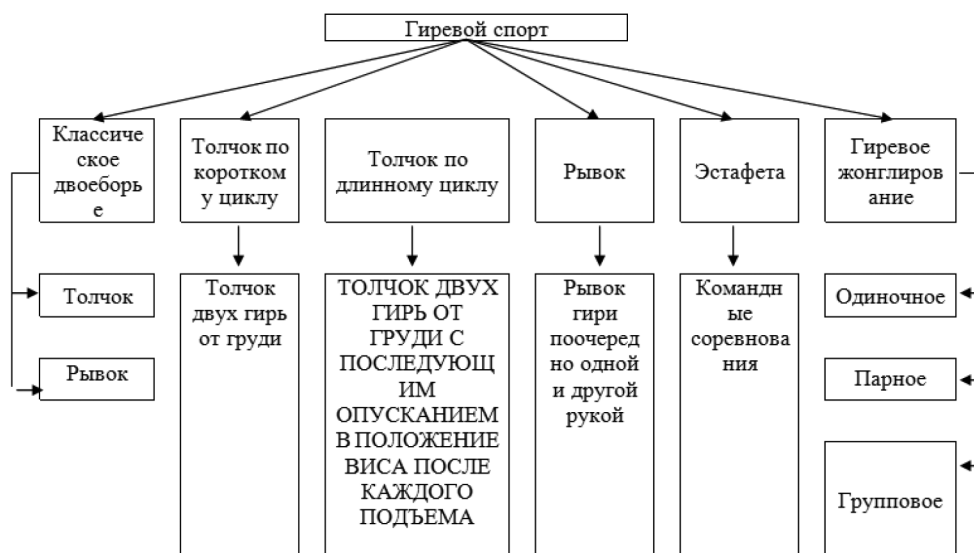 Гиревой спорт
Классиче
ское
двоеборь
е
Толчок по
коротком
у циклу
Толчок по
длинному циклу
Рывок
Эстафета
Гиревое
жонглиров
ание
Толчок
Рывок
Толчок
двух гирь
от груди
ТОЛЧОК ДВУХ
ГИРЬ ОТ
ГРУДИ С
ПОСЛЕДУЮЩ
ИМ
ОПУСКАНИЕМ
В ПОЛОЖЕНИЕ
ВИСА ПОСЛЕ
КАЖДОГО
ПОДЪЕМА
Рывок
гири
поочеред
но одной
и другой
рукой
Командн
ые
соревнова
ния
Одиночное
Парное
Групповое